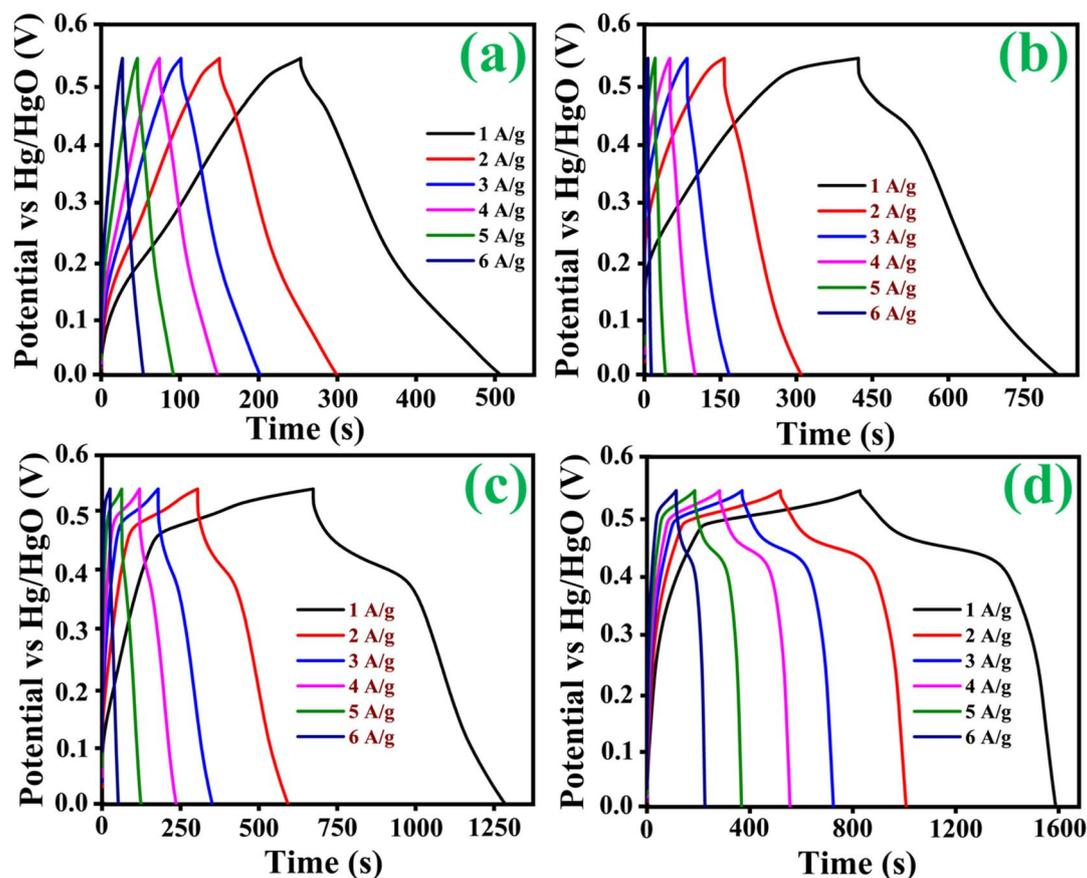 (a)
Potential vs Hg/HgO (V)
0.6
0.5
0.4
0.3
0.2
0.1
0.0
1 A/g
2 A/g
3 A/g
4 A/g
5 A/g
6 A/g
0 100 200 300 400 500
Time (s)
(b)
Potential vs Hg/HgO (V)
0.6
0.5
0.4
0.3
0.2
0.1
0.0
1 A/g
2 A/g
3 A/g
4 A/g
5 A/g
6 A/g
0 150 300 450 600 750
Time (s)
(c)
Potential vs Hg/HgO (V)
0.6
0.5
0.4
0.3
0.2
0.1
0.0
1 A/g
2 A/g
3 A/g
4 A/g
5 A/g
6 A/g
0 250 500 750 1000 1250
Time (s)
(d)
Potential vs Hg/HgO (V)
0.6
0.5
0.4
0.3
0.2
0.1
0.0
1 A/g
2 A/g
3 A/g
4 A/g
5 A/g
6 A/g
0 400 800 1200 1600
Time (s)